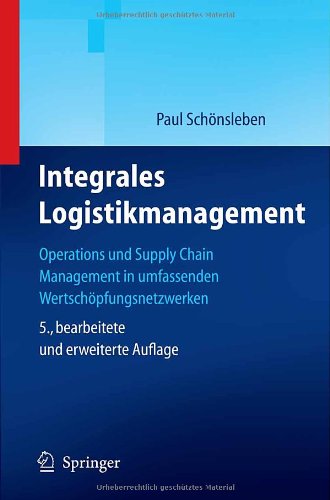 Urheberrechtlich geschütztes Material
Paul Schönsleben
Integrales
Logistikmanagement
Operations und Supply Chain
Management in umfassenden
Wertschöpfungsnetzwerken
5., bearbeitete
und erweiterte Auflage
Springer
Urheberrechtlich geschütztes Material